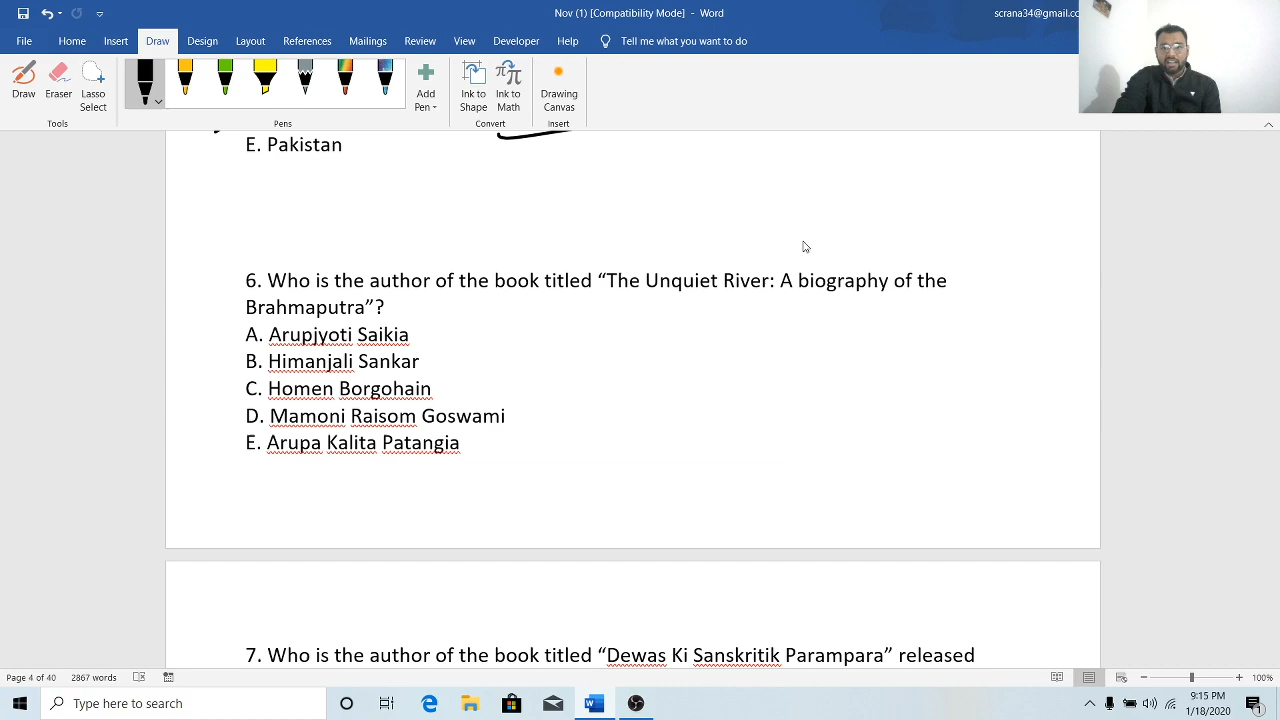 Nov (1) [Compatibility Mode] - Word
scrana34@gmail.co
File Home Insert Draw Design Layout References Mailings Review View Developer Help Tell me what you want to do
Draw Eraser Lasso Select Add Pen Ink to Shape Ink to Math Drawing Canvas
Tools Pens Convert Insert
E. Pakistan
6. Who is the author of the book titled “The Unquiet River: A biography of the
Brahmaputra”?
A. Arupjyoti Saikia
B. Himanjali Sankar
C. Homen Borgohain
D. Mamoni Raisom Goswami
E. Arupa Kalita Patangia
7. Who is the author of the book titled “Dewas Ki Sanskritik Parampara” released
Page 4 of 40 2867 words 100%
Type here to search
9:15 PM
1/18/2020